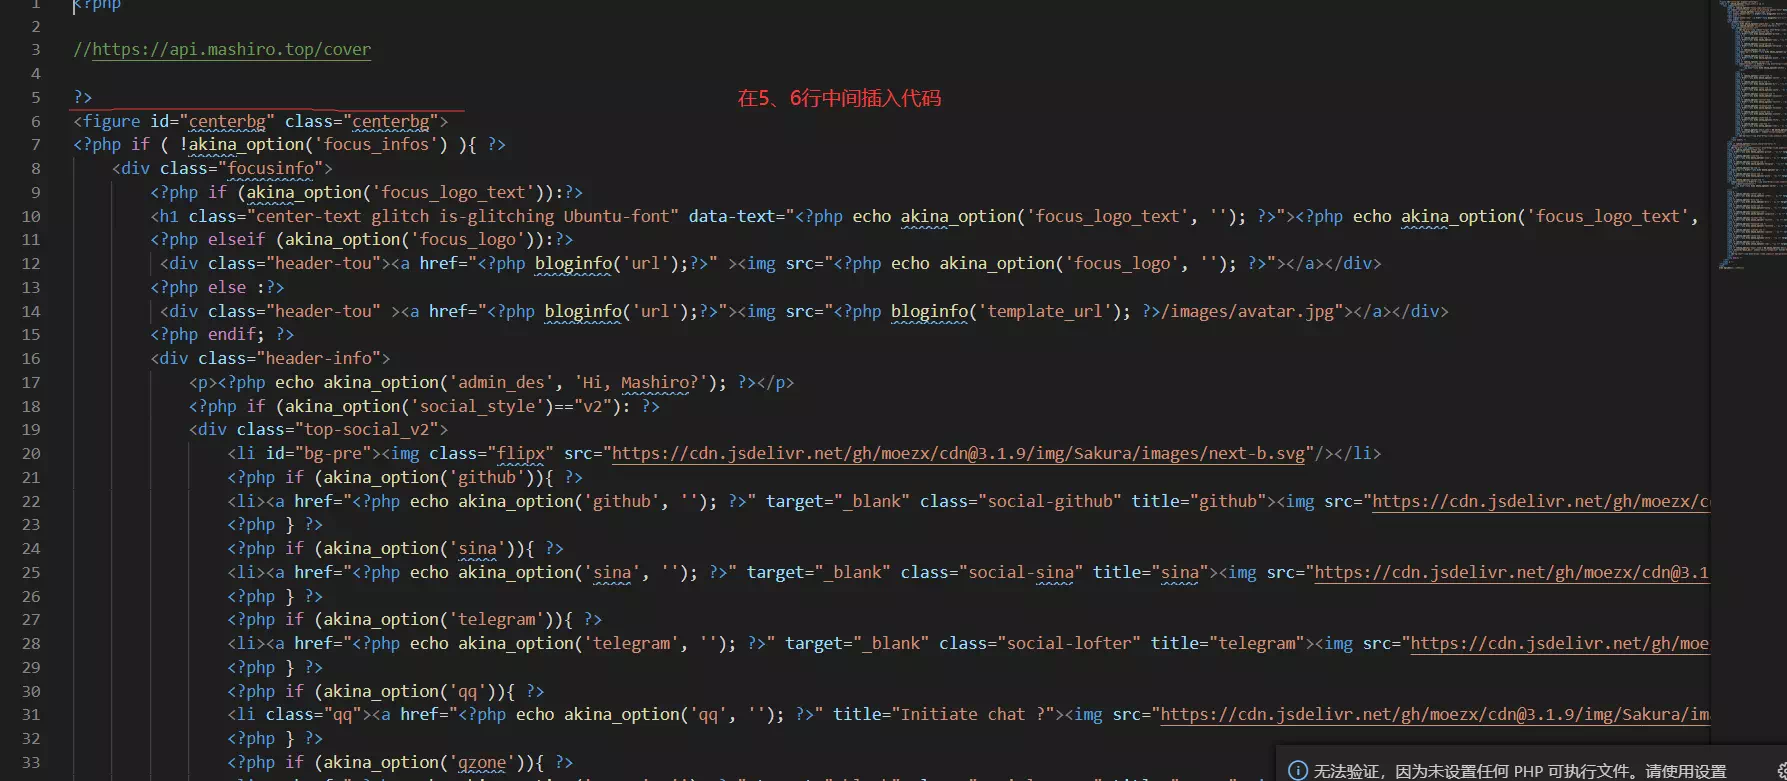 1 <?php
2
3 //https://api.mashiro.top/cover
4
5 ?>
在5、6行中间插入代码
6 <figure id="centerbg" class="centerbg">
7 <?php if ( !akina_option('focus_infos') ){ ?>
8 <div class="focusinfo">
9 <?php if (akina_option('focus_logo_text')):?>
10 <h1 class="center-text glitch is-glitching Ubuntu-font" data-text="<?php echo akina_option('focus_logo_text', ''); ?>"><?php echo akina_option('focus_logo_text',
11 <?php elseif (akina_option('focus_logo')):?>
12 <div class="header-tou"><a href="<?php bloginfo('url');?>" ><img src="<?php echo akina_option('focus_logo', ''); ?>"></a></div>
13 <?php else :?>
14 <div class="header-tou" ><a href="<?php bloginfo('url');?>"><img src="<?php bloginfo('template_url'); ?>/images/avatar.jpg"></a></div>
15 <?php endif; ?>
16 <div class="header-info">
17 <p><?php echo akina_option('admin_des', 'Hi, Mashiro?'); ?></p>
18 <?php if (akina_option('social_style')=="v2"): ?>
19 <div class="top-social_v2">
20 <li id="bg-pre"><img class="flipx" src="https://cdn.jsdelivr.net/gh/moezx/cdn@3.1.9/img/Sakura/images/next-b.svg"/></li>
21 <?php if (akina_option('github')){ ?>
22 <li><a href="<?php echo akina_option('github', ''); ?>" target="_blank" class="social-github" title="github"><img src="https://cdn.jsdelivr.net/gh/moezx/c
23 <?php } ?>
24 <?php if (akina_option('sina')){ ?>
25 <li><a href="<?php echo akina_option('sina', ''); ?>" target="_blank" class="social-sina" title="sina"><img src="https://cdn.jsdelivr.net/gh/moezx/cdn@3.1
26 <?php } ?>
27 <?php if (akina_option('telegram')){ ?>
28 <li><a href="<?php echo akina_option('telegram', ''); ?>" target="_blank" class="social-lofter" title="telegram"><img src="https://cdn.jsdelivr.net/gh/moe
29 <?php } ?>
30 <?php if (akina_option('qq')){ ?>
31 <li class="qq"><a href="<?php echo akina_option('qq', ''); ?>" title="Initiate chat ?"><img src="https://cdn.jsdelivr.net/gh/moezx/cdn@3.1.9/img/Sakura/im
32 <?php } ?>
33 <?php if (akina_option('qzone')){ ?>
无法验证，因为未设置任何 PHP 可执行文件。请使用设置